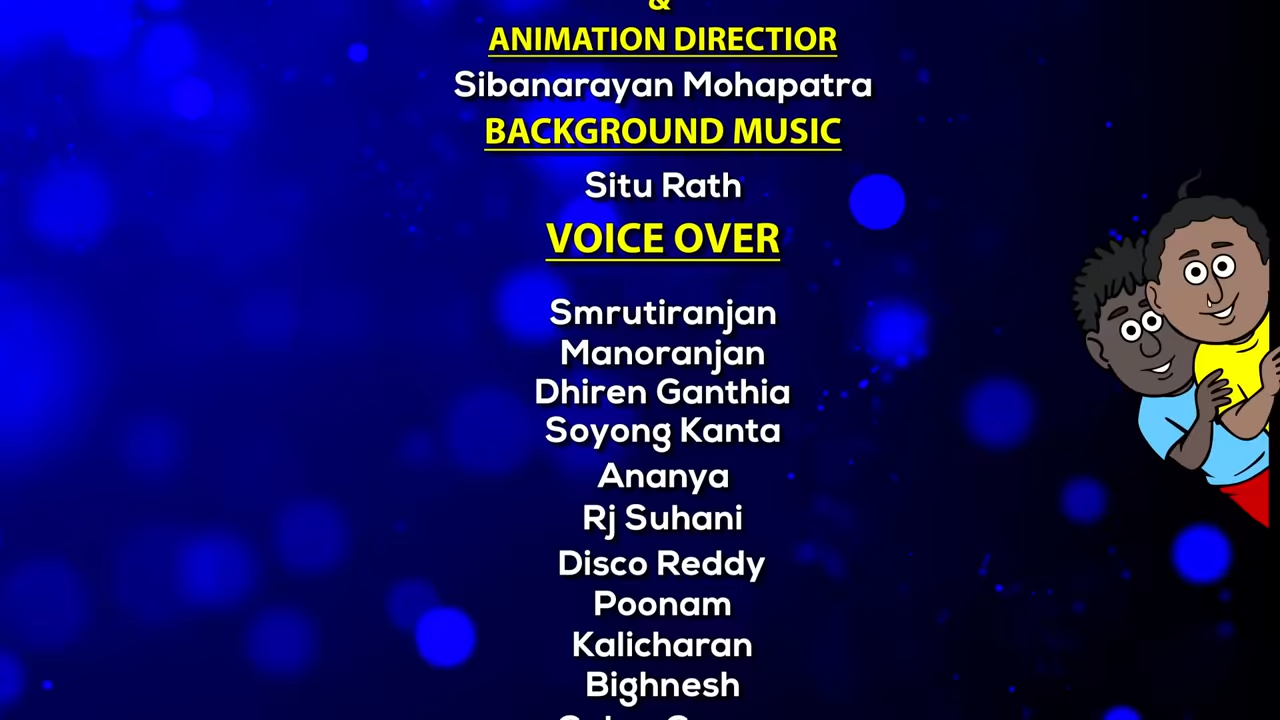 &
ANIMATION DIRECTIOR
Sibanarayan Mohapatra
BACKGROUND MUSIC
Situ Rath
VOICE OVER
Smrutiranjan
Manoranjan
Dhiren Ganthia
Soyong Kanta
Ananya
Rj Suhani
Disco Reddy
Poonam
Kalicharan
Bighnesh